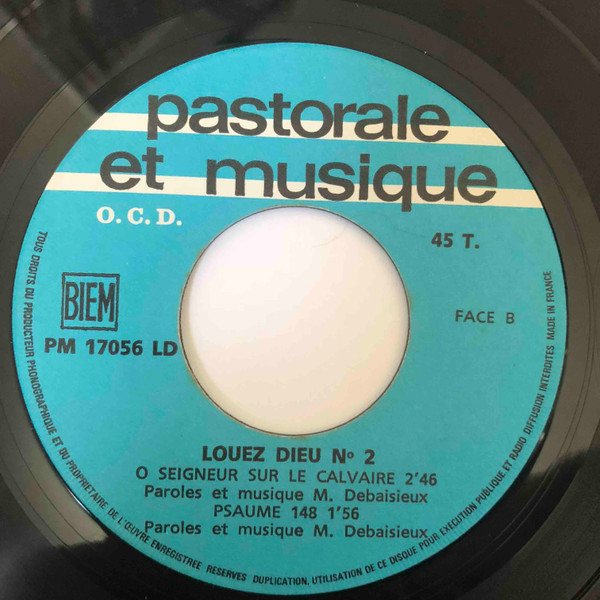 pastorale
et musique
O. C. D.
45 T.
BIEM
FACE B
PM 17056 LD
LOUEZ DIEU Nº 2
O SEIGNEUR SUR LE CALVAIRE 2'46
Paroles et musique M. Debaisieux
PSAUME 148 1'56
Paroles et musique M. Debaisieux
TOUS DROITS DU PRODUCTEUR PHONOGRAPHIQUE ET DU PROPRIETAIRE DE L'ŒUVRE ENREGISTREE RESERVES DUPLICATION, UTILISATION DE CE DISQUE POUR EXECUTION PUBLIQUE ET RADIO DIFFUSION INTERDITES MADE IN FRANCE